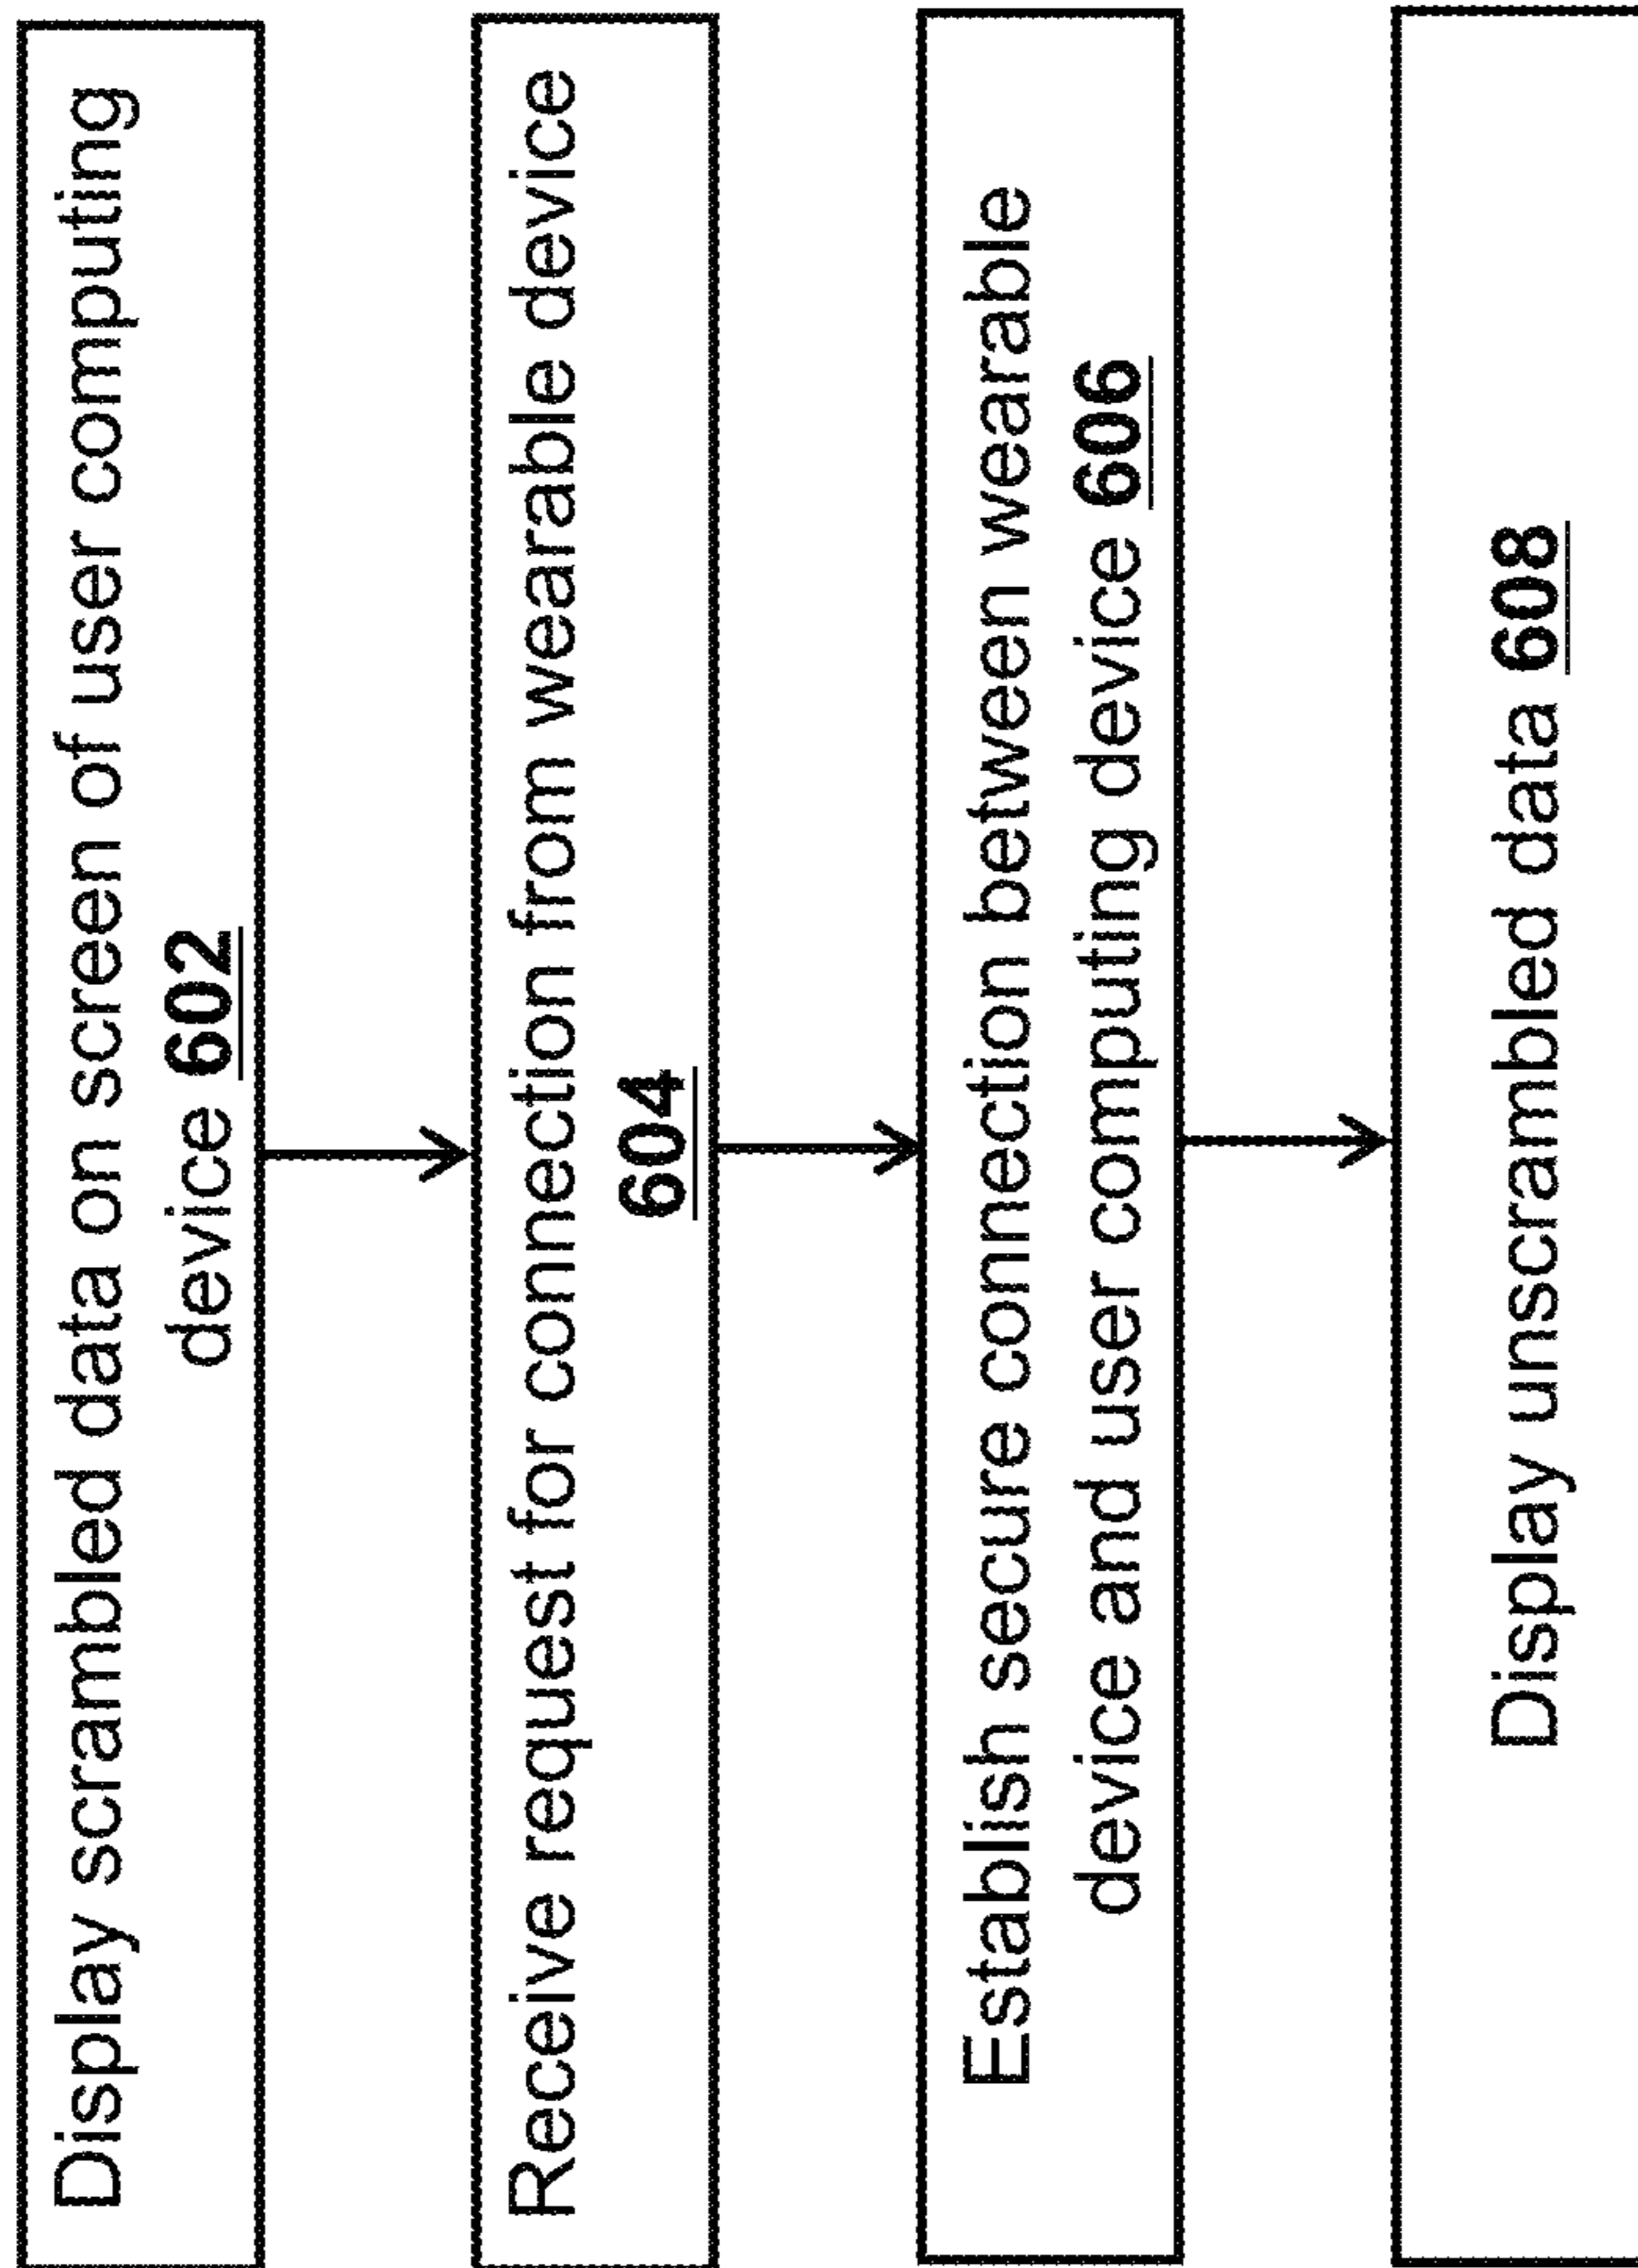 Display scrambled data on screen of user computing
device 602
Receive request for connection from wearable device
604
Establish secure connection between wearable
device and user computing device 606
Display unscrambled data 608